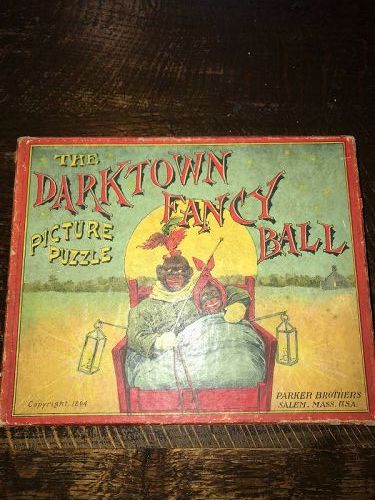 THE
DARKTOWN
FANCY
BALL
PICTURE
PUZZLE
Copyright, 1894
PARKER BROTHERS
SALEM, MASS. U.S.A.